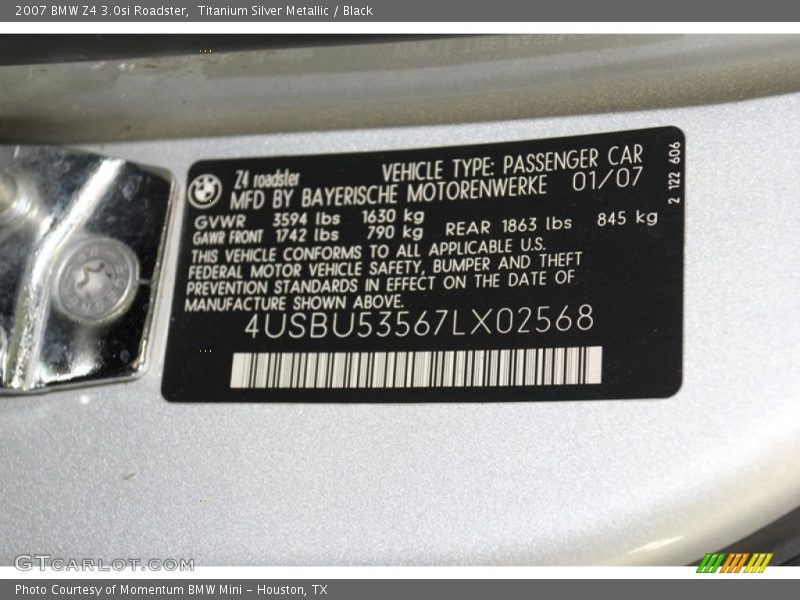 2007 BMW Z4 3.0si Roadster, Titanium Silver Metallic / Black
Z4 roadster VEHICLE TYPE: PASSENGER CAR
MFD BY BAYERISCHE MOTORENWERKE 01/07
GVWR 3594 lbs 1630 kg
GAWR FRONT 1742 lbs 790 kg REAR 1863 lbs 845 kg
THIS VEHICLE CONFORMS TO ALL APPLICABLE U.S.
FEDERAL MOTOR VEHICLE SAFETY, BUMPER AND THEFT
PREVENTION STANDARDS IN EFFECT ON THE DATE OF
MANUFACTURE SHOWN ABOVE.
4USBU53567LX02568
2 122 606
GTCARLOT.COM
Photo Courtesy of Momentum BMW Mini - Houston, TX